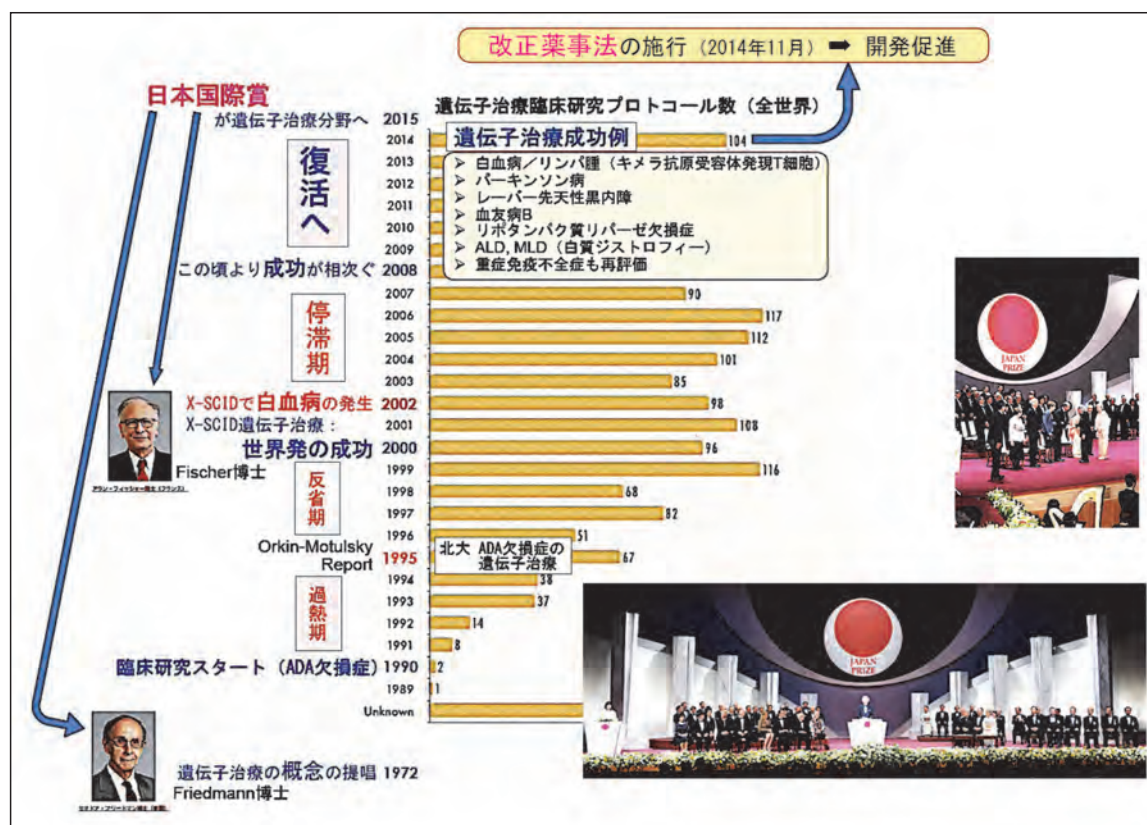 改正薬事法の施行（2014年11月）➡ 開発促進
日本国際賞
が遺伝子治療分野へ 2015
遺伝子治療臨床研究プロトコール数（全世界）
2014
遺伝子治療成功例
104
➢ 白血病／リンパ腫（キメラ抗原受容体発現T細胞）
➢ パーキンソン病
➢ レーバー先天性黒内障
➢ 血友病B
➢ リポタンパク質リパーゼ欠損症
➢ ALD, MLD（白質ジストロフィー）
➢ 重症免疫不全症も再評価
復活へ
2013
2012
2011
2010
2009
この頃より成功が相次ぐ 2008
停滞期
2007 90
2006 117
2005 112
2004 101
2003 85
X-SCIDで白血病の発生 2002 98
X-SCID遺伝子治療： 2001 108
世界発の成功 2000 96
Fischer博士
アラン・フィッシャー博士（フランス）
反省期
1999 116
1998 68
1997 82
1996 51
Orkin-Motulsky
Report
1995 67
北大 ADA欠損症の
遺伝子治療
過熱期
1994 38
1993 37
1992 14
1991 8
臨床研究スタート（ADA欠損症） 1990 2
1989 1
Unknown
遺伝子治療の概念の提唱 1972
Friedmann博士
JAPAN
PRIZE
JAPAN
PRIZE